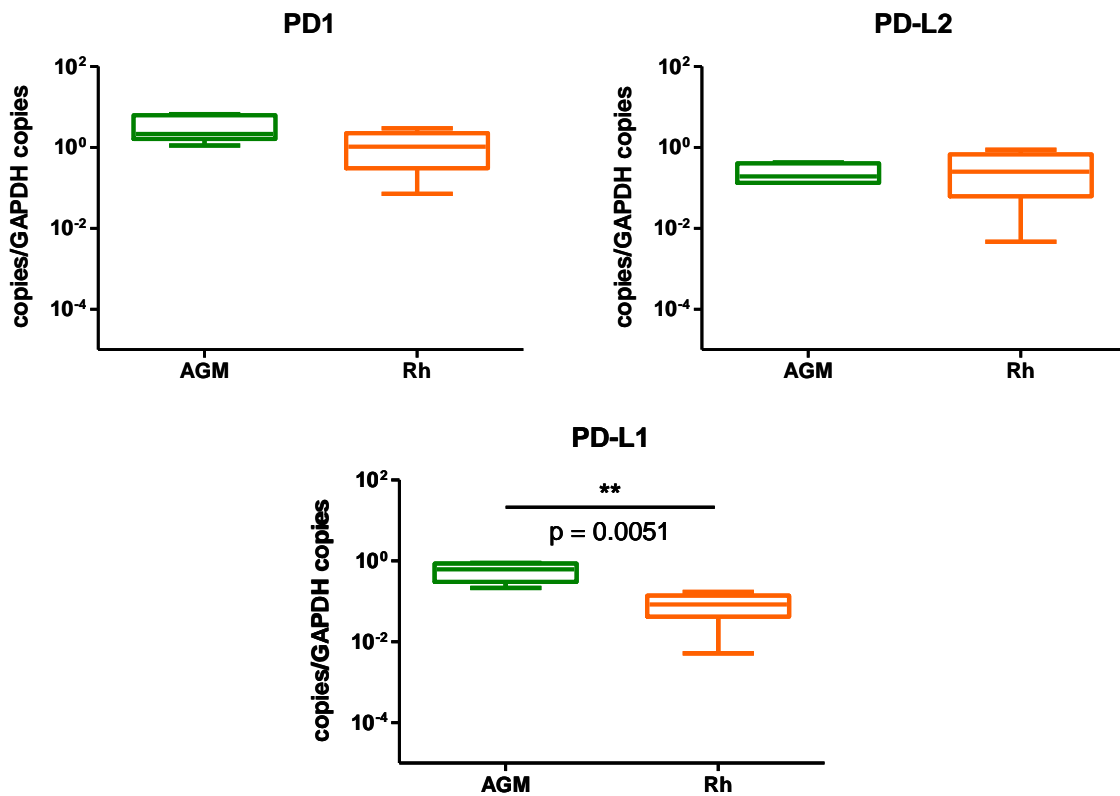 PD1
copies/GAPDH copies
10²
10⁰
10⁻²
10⁻⁴
AGM Rh
PD-L2
copies/GAPDH copies
10²
10⁰
10⁻²
10⁻⁴
AGM Rh
PD-L1
copies/GAPDH copies
10²
10⁰
10⁻²
10⁻⁴
**
p = 0.0051
AGM Rh